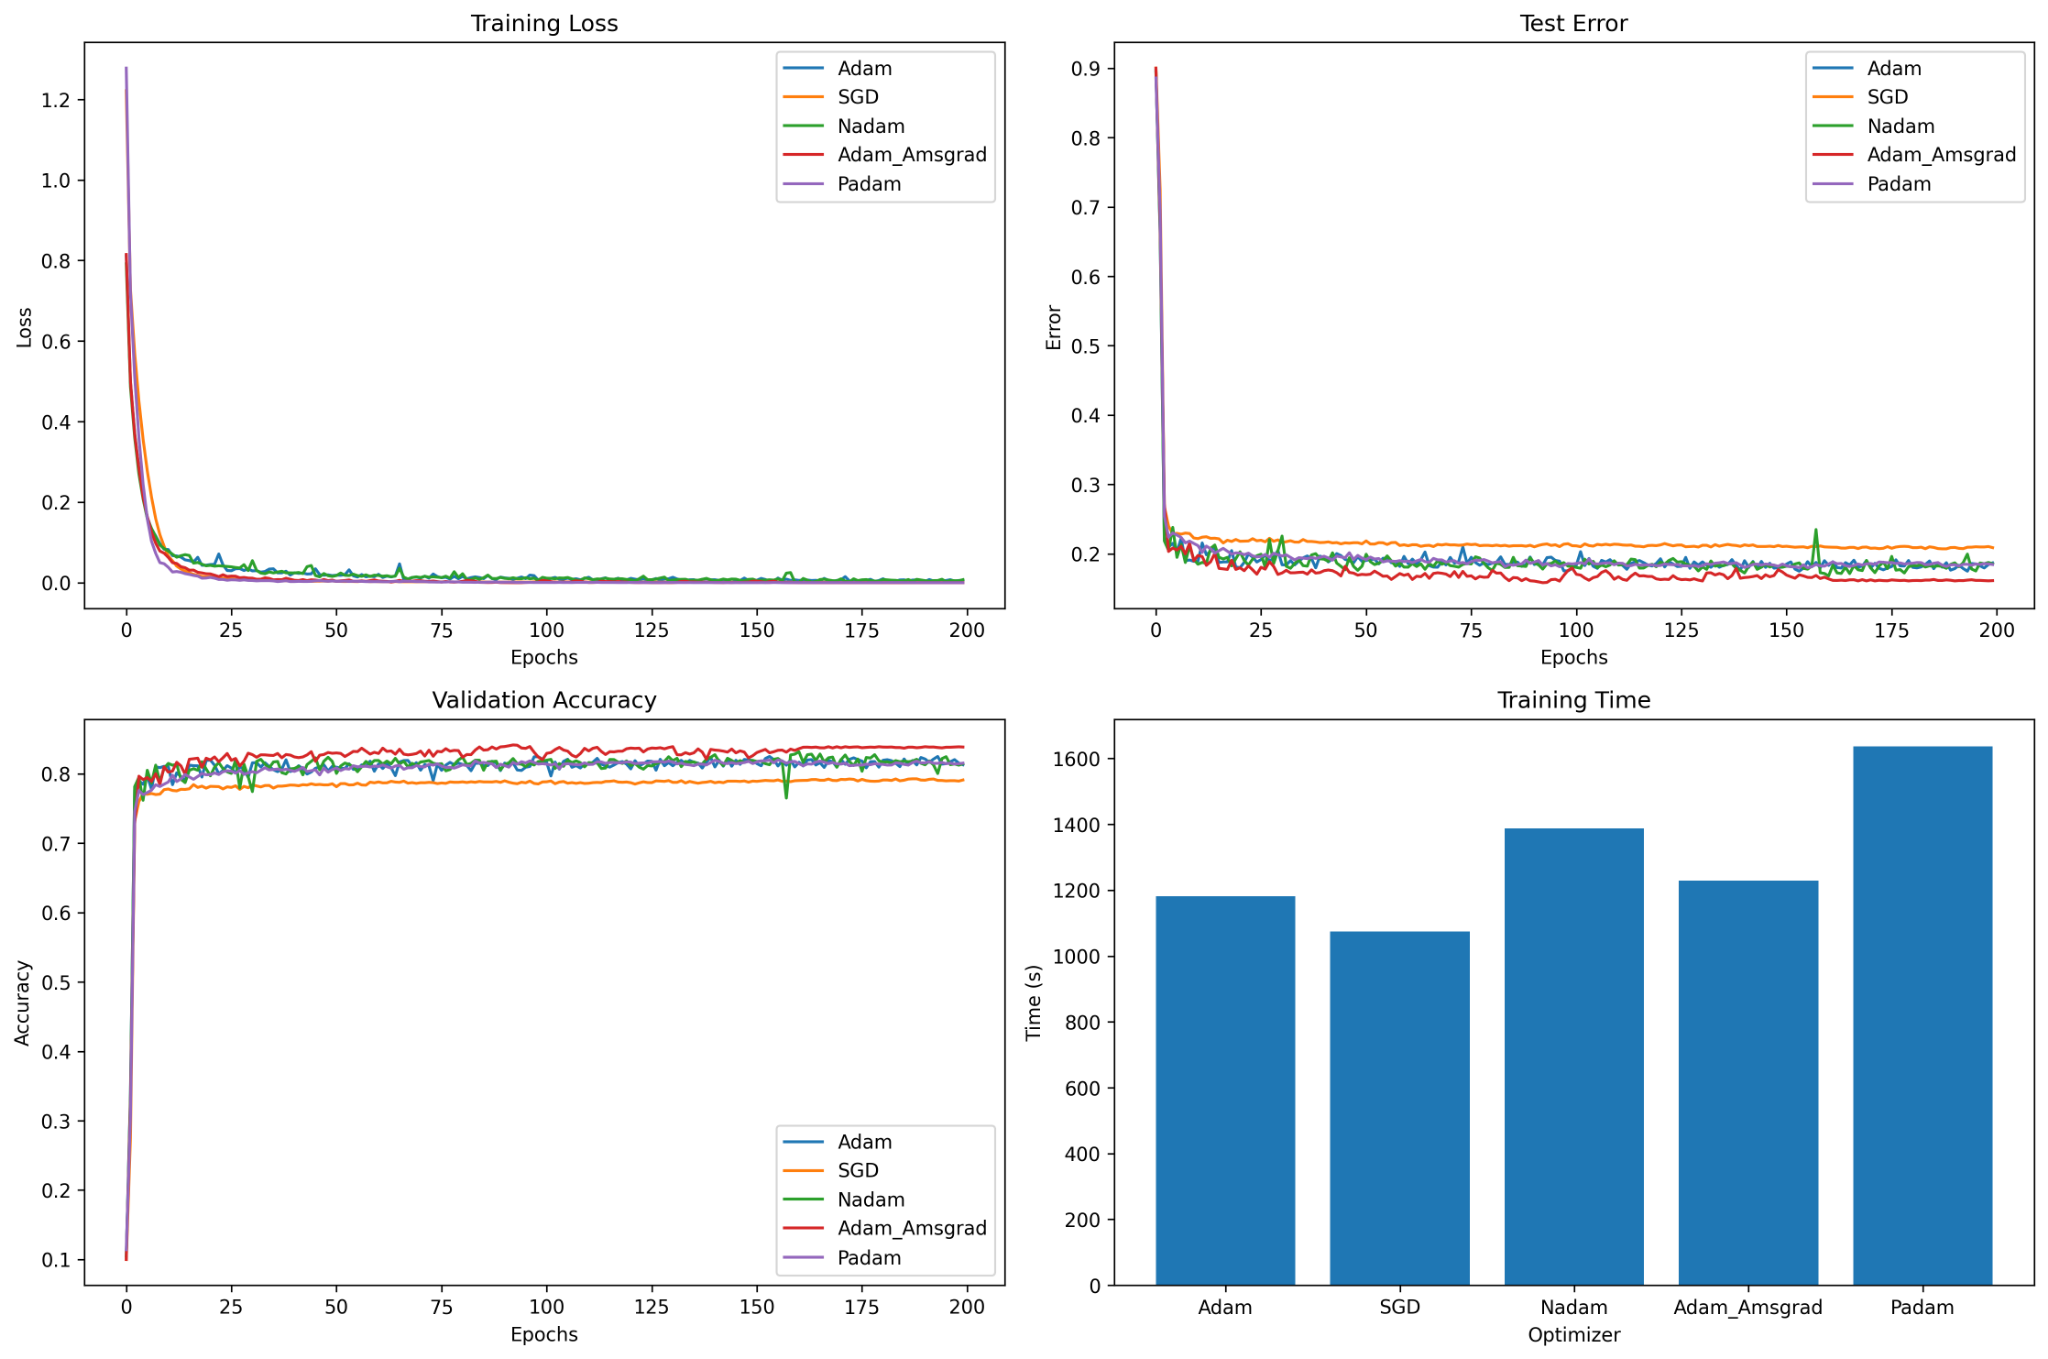 Training Loss
Loss
1.2
1.0
0.8
0.6
0.4
0.2
0.0
0 25 50 75 100 125 150 175 200
Epochs
Adam
SGD
Nadam
Adam_Amsgrad
Padam
Test Error
Error
0.9
0.8
0.7
0.6
0.5
0.4
0.3
0.2
0 25 50 75 100 125 150 175 200
Epochs
Adam
SGD
Nadam
Adam_Amsgrad
Padam
Validation Accuracy
Accuracy
0.8
0.7
0.6
0.5
0.4
0.3
0.2
0.1
0 25 50 75 100 125 150 175 200
Epochs
Adam
SGD
Nadam
Adam_Amsgrad
Padam
Training Time
Time (s)
1600
1400
1200
1000
800
600
400
200
0
Adam SGD Nadam Adam_Amsgrad Padam
Optimizer